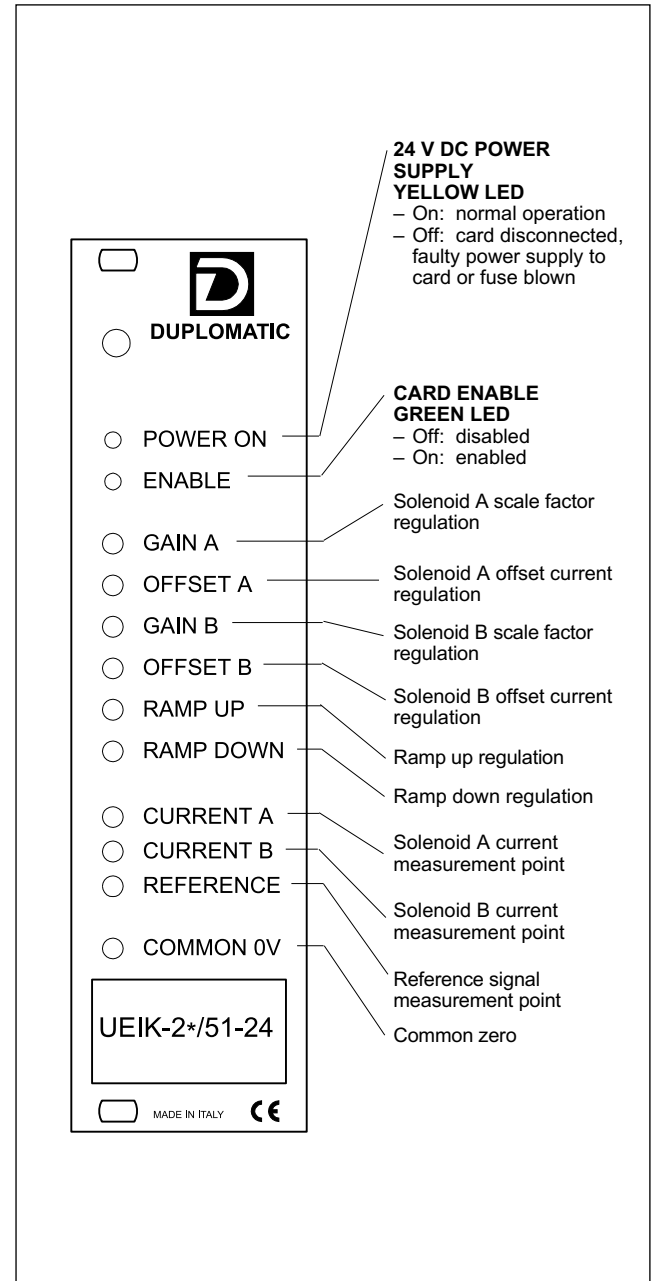 24 V DC POWER
SUPPLY
YELLOW LED
– On: normal operation
– Off: card disconnected,
faulty power supply to
card or fuse blown
DUPLOMATIC
CARD ENABLE
GREEN LED
– Off: disabled
– On: enabled
POWER ON
ENABLE
Solenoid A scale factor
regulation
GAIN A
Solenoid A offset current
regulation
OFFSET A
Solenoid B scale factor
regulation
GAIN B
Solenoid B offset current
regulation
OFFSET B
RAMP UP
Ramp up regulation
RAMP DOWN
Ramp down regulation
CURRENT A
Solenoid A current
measurement point
CURRENT B
Solenoid B current
measurement point
REFERENCE
Reference signal
measurement point
COMMON 0V
Common zero
UEIK-2*/51-24
MADE IN ITALY CE